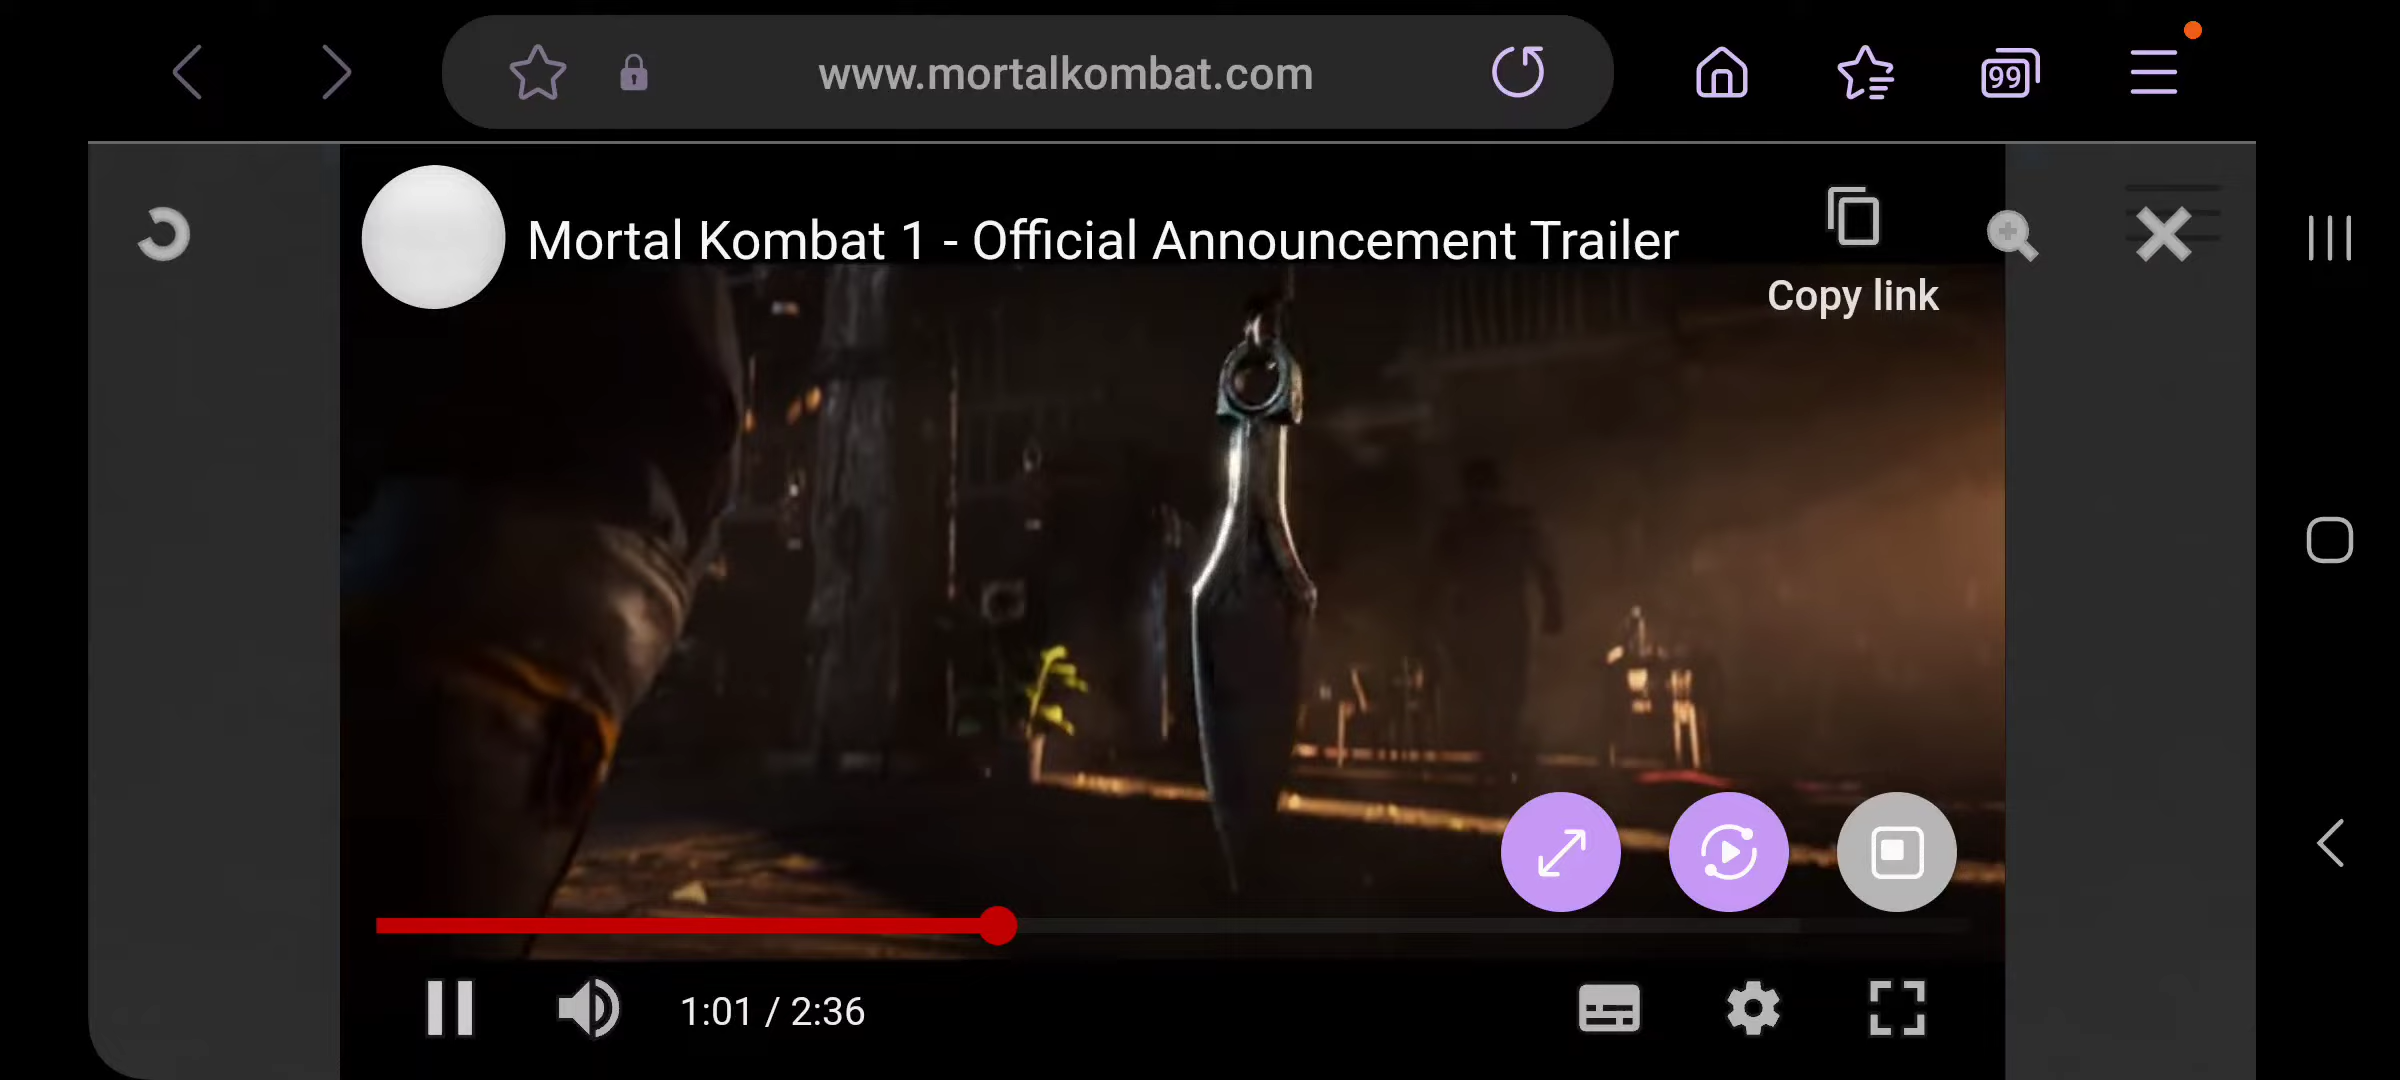 www.mortalkombat.com
99
Mortal Kombat 1 - Official Announcement Trailer
Copy link
1:01 / 2:36